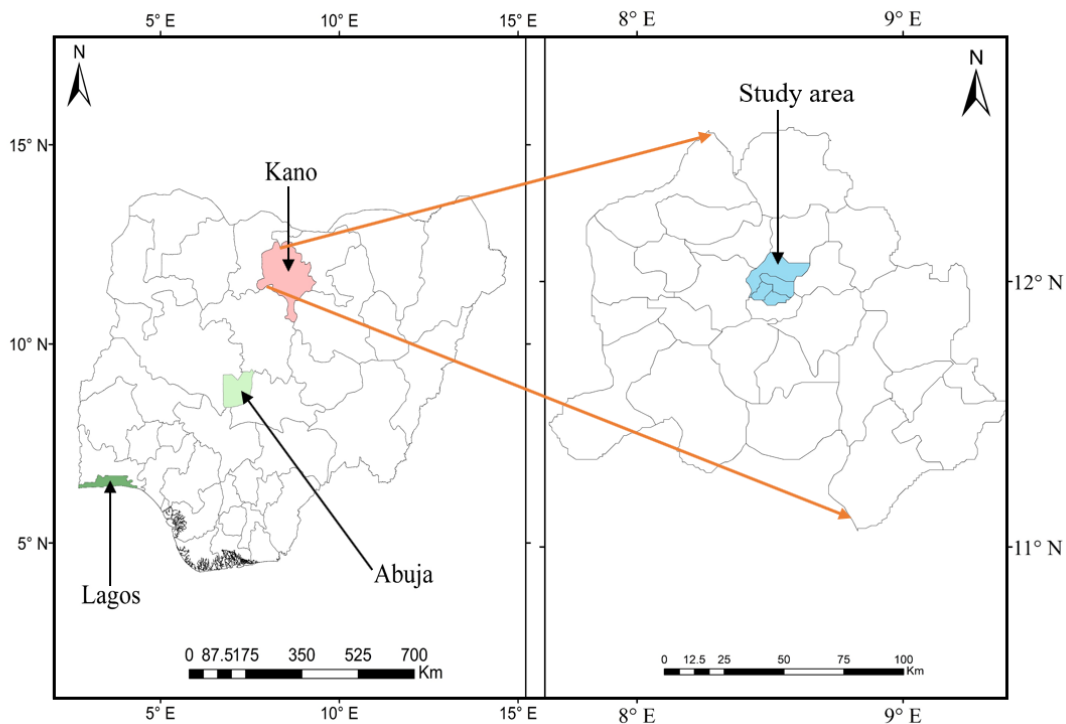 5° E 10° E 15° E 8° E 9° E
N N
Study area
15° N
Kano
12° N
10° N
5° N
Abuja
11° N
Lagos
0 87.5175 350 525 700
Km
0 12.5 25 50 75 100
Km
5° E 10° E 15° E 8° E 9° E